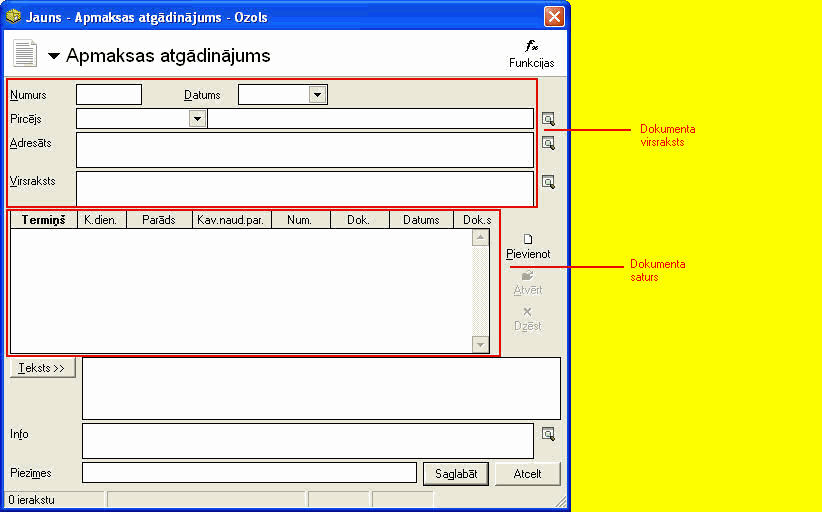 Jauns - Apmaksas atgādinājums - Ozols
Apmaksas atgādinājums
Funkcijas
Numurs Datums
Pircējs
Adresāts
Virsraksts
Dokumenta
virsraksts
Termiņš K.dien. Parāds Kav.naud.par. Num. Dok. Datums Dok.s
Pievienot
Atvērt
Dzēst
Dokumenta
saturs
Teksts >>
Info
Piezīmes Saglabāt Atcelt
0 ierakstu